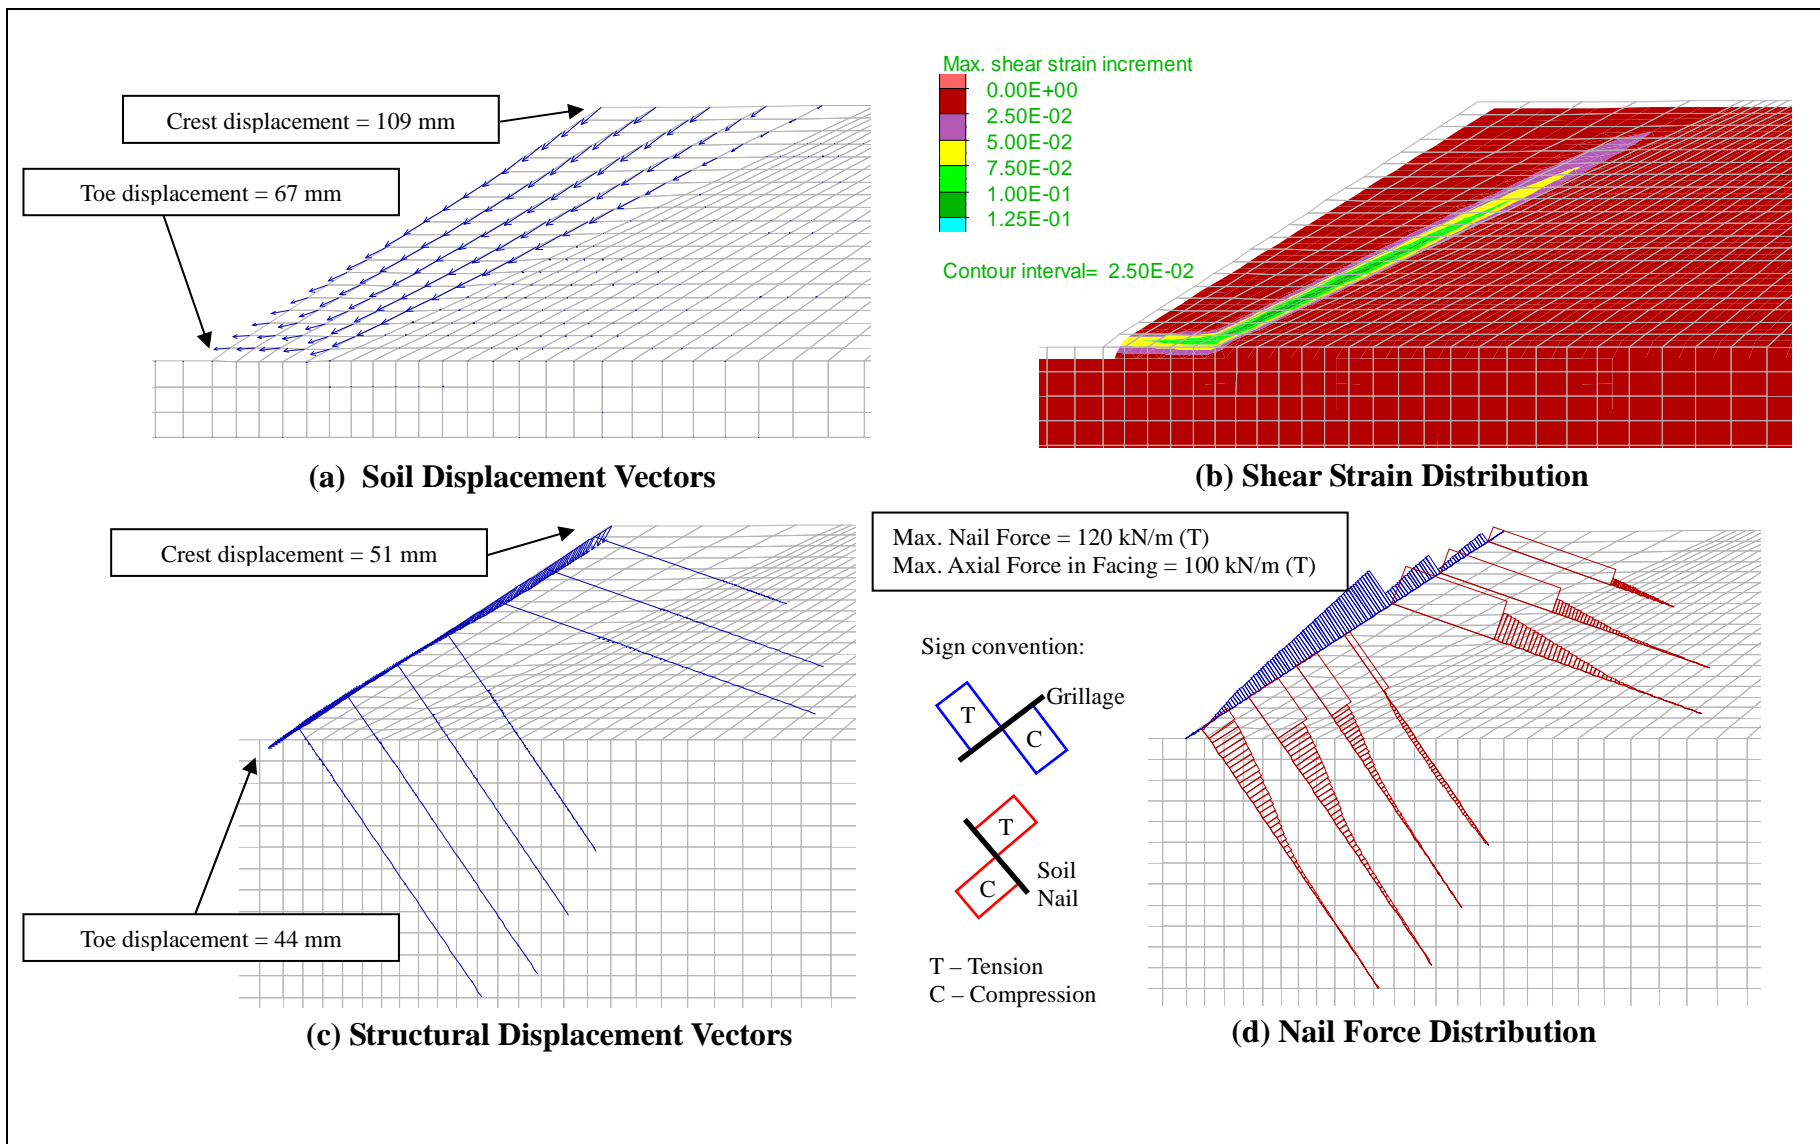 Crest displacement = 109 mm
Toe displacement = 67 mm
(a) Soil Displacement Vectors
Max. shear strain increment
0.00E+00
2.50E-02
5.00E-02
7.50E-02
1.00E-01
1.25E-01
Contour interval= 2.50E-02
(b) Shear Strain Distribution
Crest displacement = 51 mm
Toe displacement = 44 mm
(c) Structural Displacement Vectors
Max. Nail Force = 120 kN/m (T)
Max. Axial Force in Facing = 100 kN/m (T)
Sign convention:
Grillage
T
C
T
C
Soil
Nail
T – Tension
C – Compression
(d) Nail Force Distribution